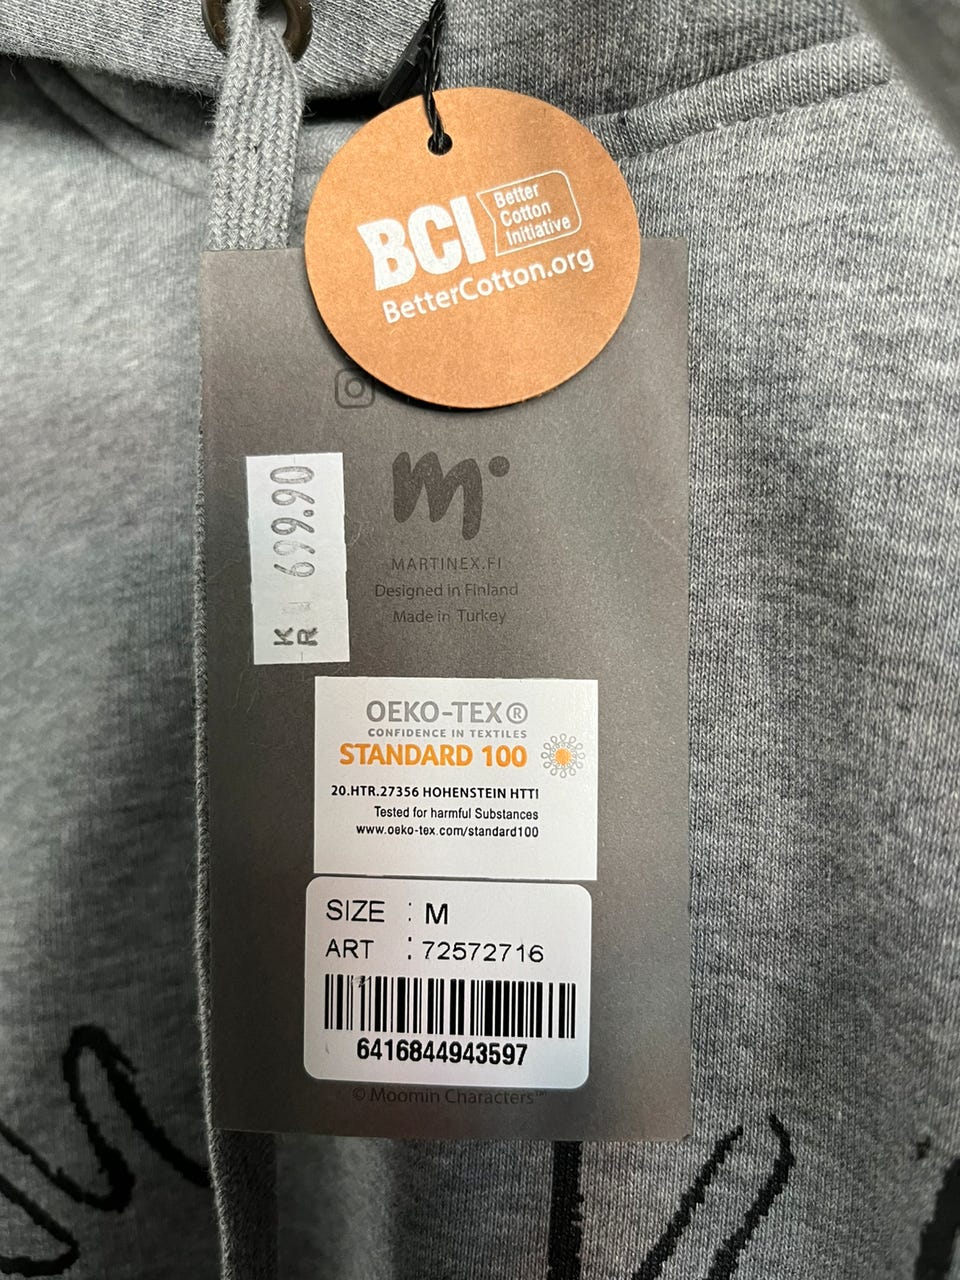 BCI
Better
Cotton
Initiative
BetterCotton.org
KR 699.90
m
MARTINEX.FI
Designed in Finland
Made in Turkey
OEKO-TEX®
CONFIDENCE IN TEXTILES
STANDARD 100
20.HTR.27356 HOHENSTEIN HTTI
Tested for harmful Substances
www.oeko-tex.com/standard100
SIZE : M
ART : 72572716
6416844943597
© Moomin Characters™